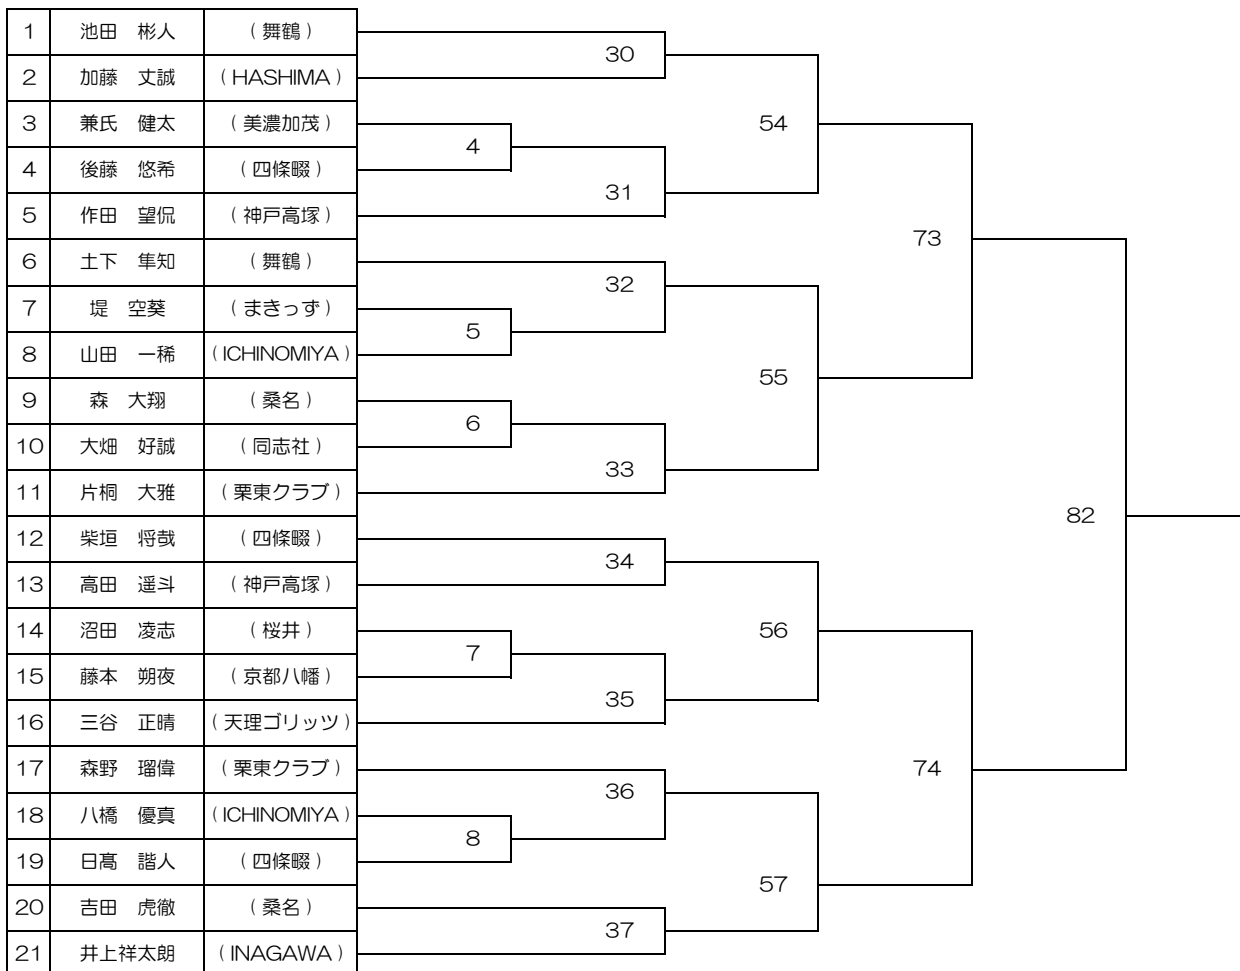 1 池田 彬人 (舞鶴)
30
2 加藤 丈誠 (HASHIMA)
3 兼氏 健太 (美濃加茂)
54
4
4 後藤 悠希 (四條畷)
31
5 作田 望侃 (神戸高塚)
73
6 土下 隼知 (舞鶴)
32
7 堤 空葵 (まきっず)
5
8 山田 一稀 (ICHINOMIYA)
55
9 森 大翔 (桑名)
6
10 大畑 好誠 (同志社)
33
11 片桐 大雅 (栗東クラブ)
82
12 柴垣 将哉 (四條畷)
34
13 高田 遥斗 (神戸高塚)
14 沼田 凌志 (桜井)
56
7
15 藤本 朔夜 (京都八幡)
35
16 三谷 正晴 (天理ゴリッツ)
17 森野 瑠偉 (栗東クラブ)
74
36
18 八橋 優真 (ICHINOMIYA)
8
19 日髙 諧人 (四條畷)
57
20 吉田 虎徹 (桑名)
37
21 井上祥太朗 (INAGAWA)